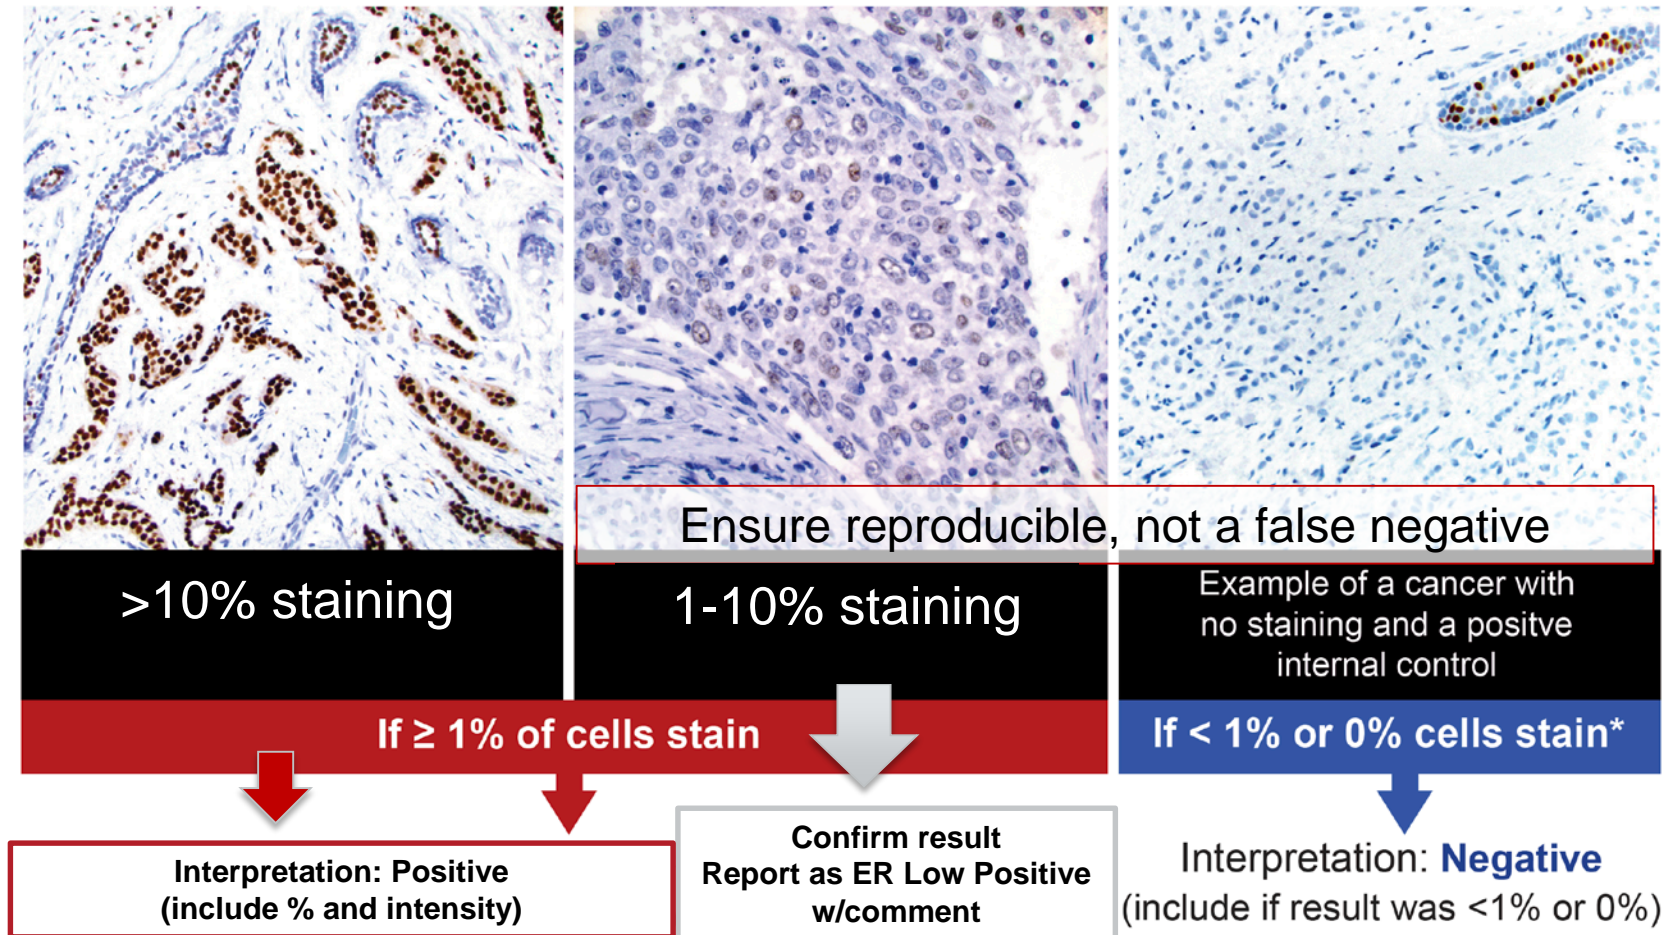 Ensure reproducible, not a false negative
>10% staining
1-10% staining
Example of a cancer with
no staining and a positve
internal control
If ≥ 1% of cells stain
If < 1% or 0% cells stain*
Interpretation: Positive
(include % and intensity)
Confirm result
Report as ER Low Positive
w/comment
Interpretation: Negative
(include if result was <1% or 0%)